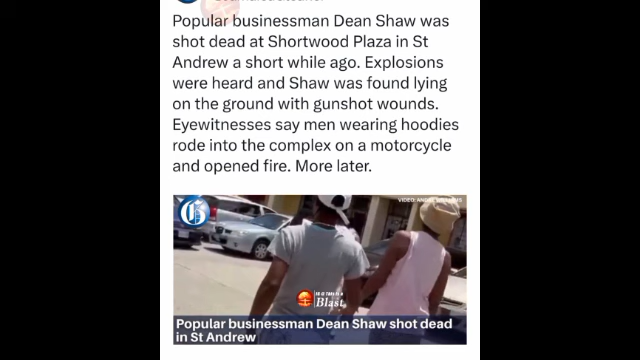 Popular businessman Dean Shaw was
shot dead at Shortwood Plaza in St
Andrew a short while ago. Explosions
were heard and Shaw was found lying
on the ground with gunshot wounds.
Eyewitnesses say men wearing hoodies
rode into the complex on a motorcycle
and opened fire. More later.
G
Blast
Popular businessman Dean Shaw shot dead
in St Andrew